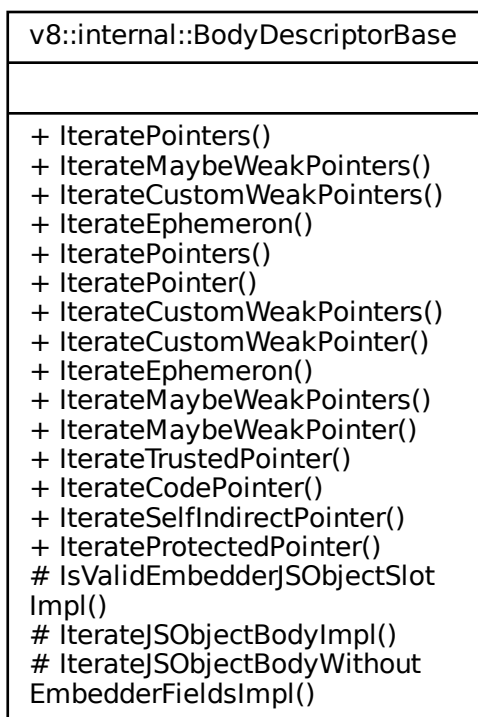 v8::internal::BodyDescriptorBase
+ IteratePointers()
+ IterateMaybeWeakPointers()
+ IterateCustomWeakPointers()
+ IterateEphemeron()
+ IteratePointers()
+ IteratePointer()
+ IterateCustomWeakPointers()
+ IterateCustomWeakPointer()
+ IterateEphemeron()
+ IterateMaybeWeakPointers()
+ IterateMaybeWeakPointer()
+ IterateTrustedPointer()
+ IterateCodePointer()
+ IterateSelfIndirectPointer()
+ IterateProtectedPointer()
# IsValidEmbedderJSObjectSlot
Impl()
# IterateJSObjectBodyImpl()
# IterateJSObjectBodyWithout
EmbedderFieldsImpl()